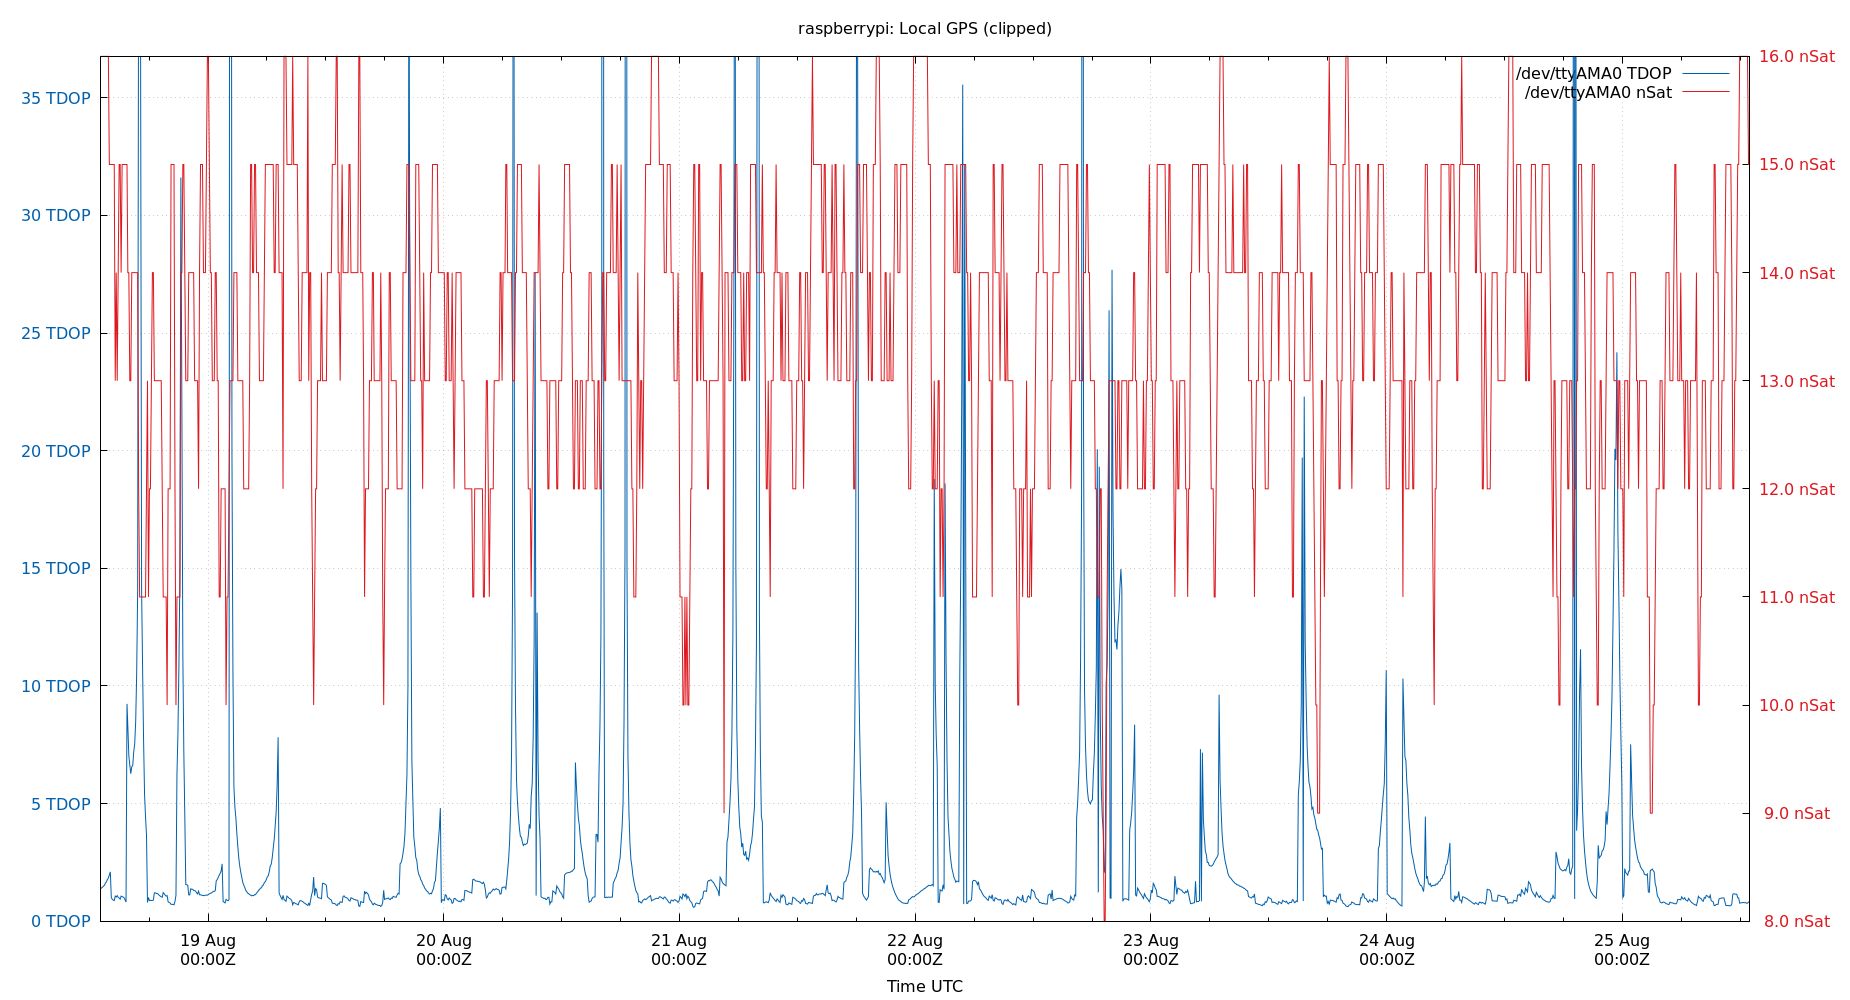 raspberrypi: Local GPS (clipped)
/dev/ttyAMA0 TDOP
/dev/ttyAMA0 nSat
35 TDOP
30 TDOP
25 TDOP
20 TDOP
15 TDOP
10 TDOP
5 TDOP
0 TDOP
16.0 nSat
15.0 nSat
14.0 nSat
13.0 nSat
12.0 nSat
11.0 nSat
10.0 nSat
9.0 nSat
8.0 nSat
19 Aug
00:00Z
20 Aug
00:00Z
21 Aug
00:00Z
22 Aug
00:00Z
23 Aug
00:00Z
24 Aug
00:00Z
25 Aug
00:00Z
Time UTC